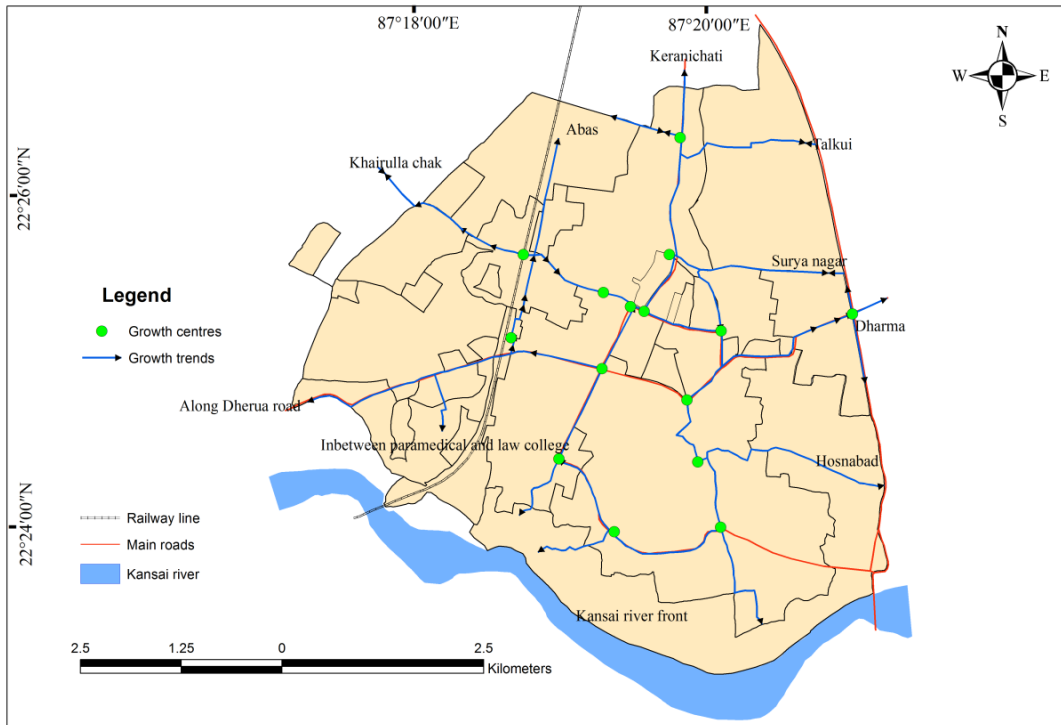 87°18′00″E
87°20′00″E
Keranichati
N
W
E
S
Abas
Talkui
Khairulla chak
22°26′00″N
Surya nagar
Legend
Growth centres
Dharma
Growth trends
Along Dherua road
Inbetween paramedical and law college
Hosnabad
22°24′00″N
Railway line
Main roads
Kansai river
Kansai river front
2.5
1.25
0
2.5
Kilometers